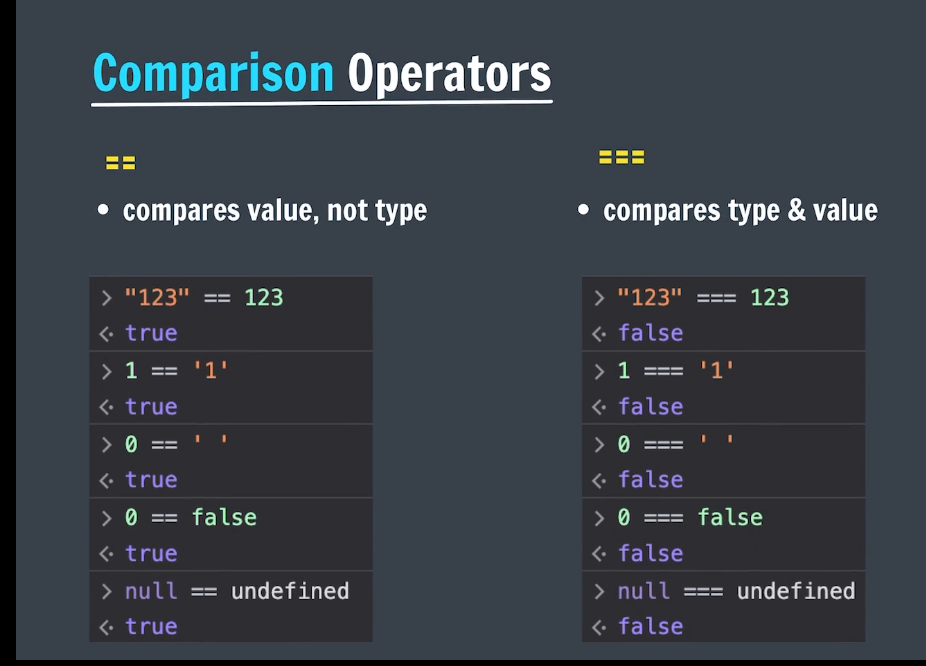 Comparison Operators
==
• compares value, not type
> "123" == 123
<· true
> 1 == '1'
<· true
> 0 == ' '
<· true
> 0 == false
<· true
> null == undefined
<· true
===
• compares type & value
> "123" === 123
<· false
> 1 === '1'
<· false
> 0 === ' '
<· false
> 0 === false
<· false
> null === undefined
<· false